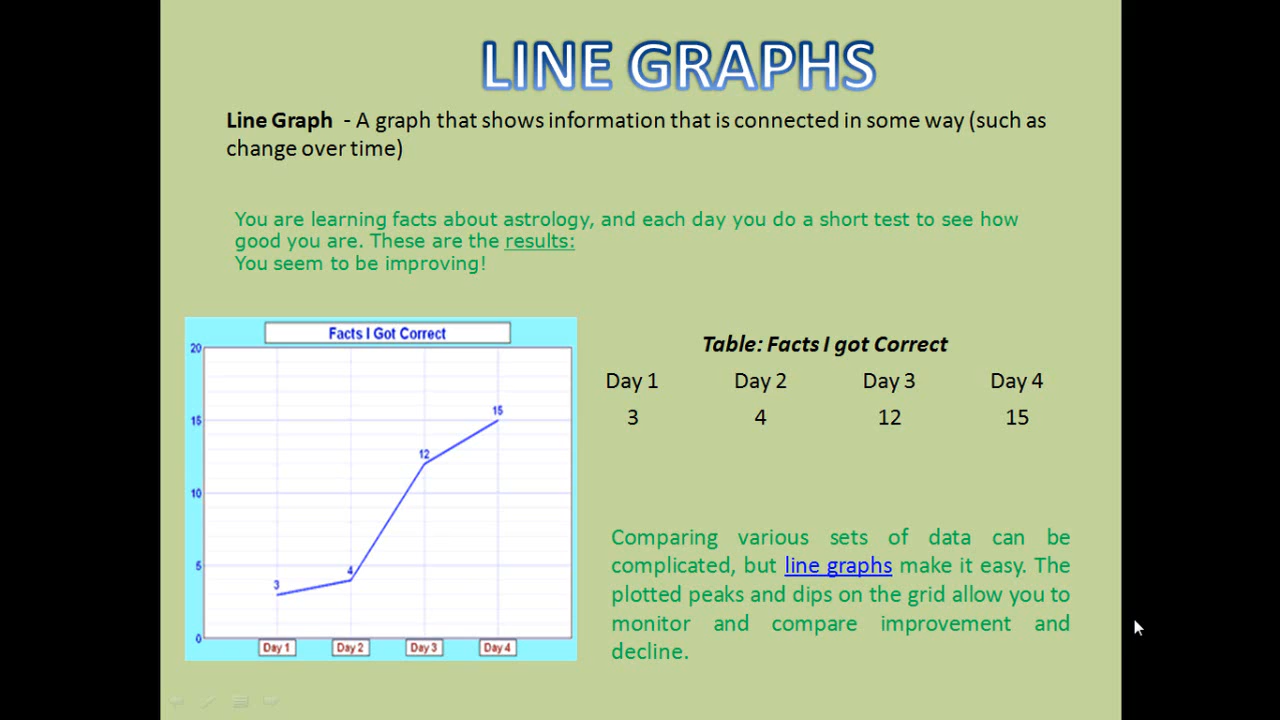 LINE GRAPHS
Line Graph - A graph that shows information that is connected in some way (such as
change over time)
You are learning facts about astrology, and each day you do a short test to see how
good you are. These are the results:
You seem to be improving!
Facts I Got Correct
20
15
10
5
0
3
4
12
15
Day 1
Day 2
Day 3
Day 4
Table: Facts I got Correct
Day 1 Day 2 Day 3 Day 4
3 4 12 15
Comparing various sets of data can be
complicated, but line graphs make it easy. The
plotted peaks and dips on the grid allow you to
monitor and compare improvement and
decline.